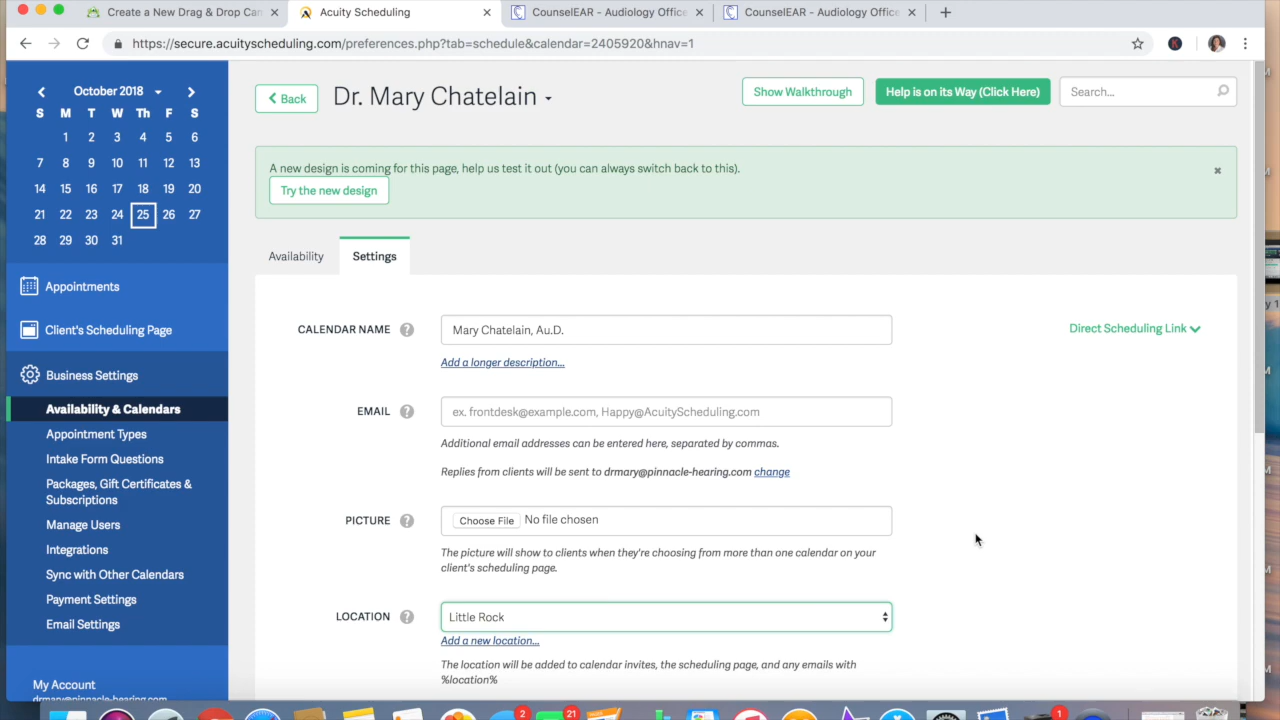 Create a New Drag & Drop Cam
Acuity Scheduling
CounselEAR - Audiology Office
CounselEAR - Audiology Office
https://secure.acuityscheduling.com/preferences.php?tab=schedule&calendar=2405920&hnav=1
October 2018
S M T W Th F S
1 2 3 4 5 6
7 8 9 10 11 12 13
14 15 16 17 18 19 20
21 22 23 24 25 26 27
28 29 30 31
Appointments
Client's Scheduling Page
Business Settings
Availability & Calendars
Appointment Types
Intake Form Questions
Packages, Gift Certificates &
Subscriptions
Manage Users
Integrations
Sync with Other Calendars
Payment Settings
Email Settings
My Account
drmary@pinnacle-hearing.com
Back
Dr. Mary Chatelain
Show Walkthrough
Help is on its Way (Click Here)
Search...
A new design is coming for this page, help us test it out (you can always switch back to this).
Try the new design
Availability
Settings
CALENDAR NAME ?
Mary Chatelain, Au.D.
Direct Scheduling Link
Add a longer description...
EMAIL ?
ex. frontdesk@example.com, Happy@AcuityScheduling.com
Additional email addresses can be entered here, separated by commas.
Replies from clients will be sent to drmary@pinnacle-hearing.com change
PICTURE ?
Choose File No file chosen
The picture will show to clients when they're choosing from more than one calendar on your
client's scheduling page.
LOCATION ?
Little Rock
Add a new location...
The location will be added to calendar invites, the scheduling page, and any emails with
%location%
2
21
1